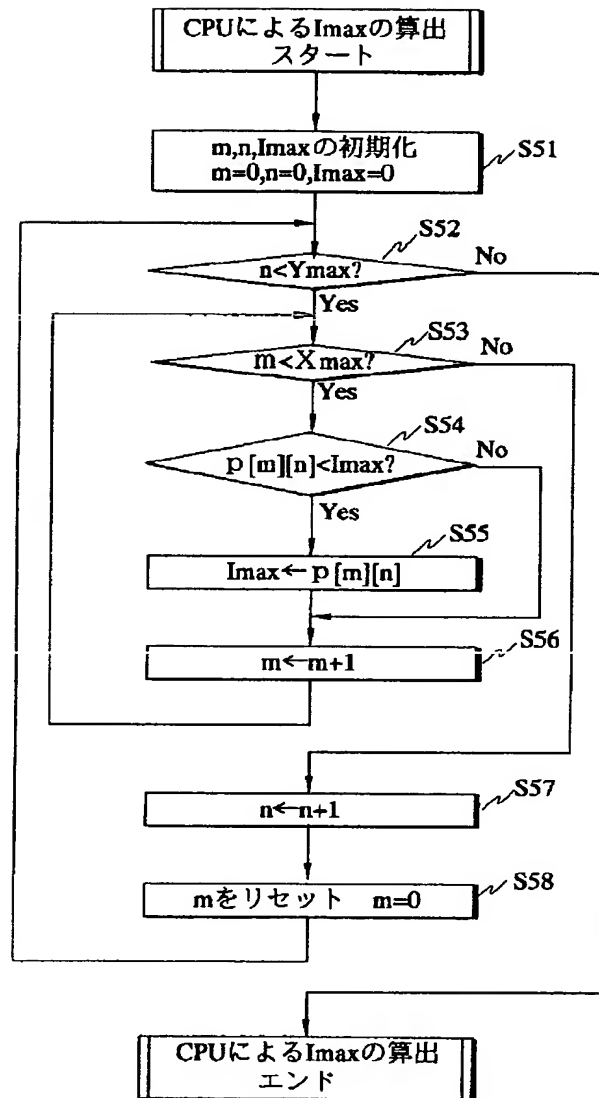 CPUによるImaxの算出
スタート
m,n,Imaxの初期化
m=0,n=0,Imax=0
S51
n<Ymax?
S52
No
Yes
m<Xmax?
S53
No
Yes
p[m][n]<Imax?
S54
No
Yes
Imax←p[m][n]
S55
m←m+1
S56
n←n+1
S57
mをリセット m=0
S58
CPUによるImaxの算出
エンド